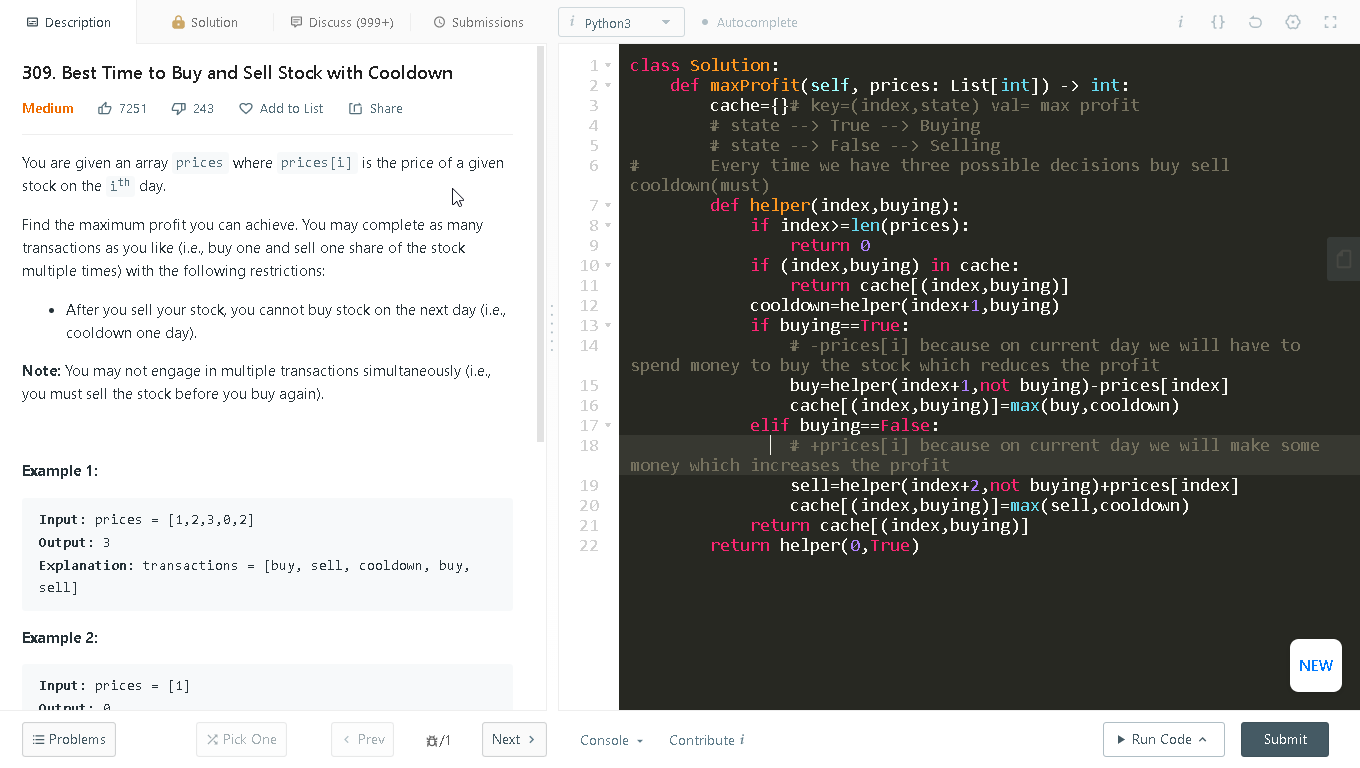 Description
Solution
Discuss (999+)
Submissions
i Python3
Autocomplete
i {}
309. Best Time to Buy and Sell Stock with Cooldown
Medium 7251 243 Add to List Share
You are given an array prices where prices[i] is the price of a given
stock on the ith day.
Find the maximum profit you can achieve. You may complete as many
transactions as you like (i.e., buy one and sell one share of the stock
multiple times) with the following restrictions:
• After you sell your stock, you cannot buy stock on the next day (i.e.,
cooldown one day).
Note: You may not engage in multiple transactions simultaneously (i.e.,
you must sell the stock before you buy again).
Example 1:
Input: prices = [1,2,3,0,2]
Output: 3
Explanation: transactions = [buy, sell, cooldown, buy,
sell]
Example 2:
Input: prices = [1]
Output: 0
1 class Solution:
2 def maxProfit(self, prices: List[int]) -> int:
3 cache={}# key=(index,state) val= max profit
4 # state --> True --> Buying
5 # state --> False --> Selling
6 # Every time we have three possible decisions buy sell
cooldown(must)
7 def helper(index,buying):
8 if index>=len(prices):
9 return 0
10 if (index,buying) in cache:
11 return cache[(index,buying)]
12 cooldown=helper(index+1,buying)
13 if buying==True:
14 # -prices[i] because on current day we will have to
spend money to buy the stock which reduces the profit
15 buy=helper(index+1,not buying)-prices[index]
16 cache[(index,buying)]=max(buy,cooldown)
17 elif buying==False:
18 # +prices[i] because on current day we will make some
money which increases the profit
19 sell=helper(index+2,not buying)+prices[index]
20 cache[(index,buying)]=max(sell,cooldown)
21 return cache[(index,buying)]
22 return helper(0,True)
NEW
Problems
Pick One
< Prev
/1
Next >
Console
Contribute i
Run Code
Submit